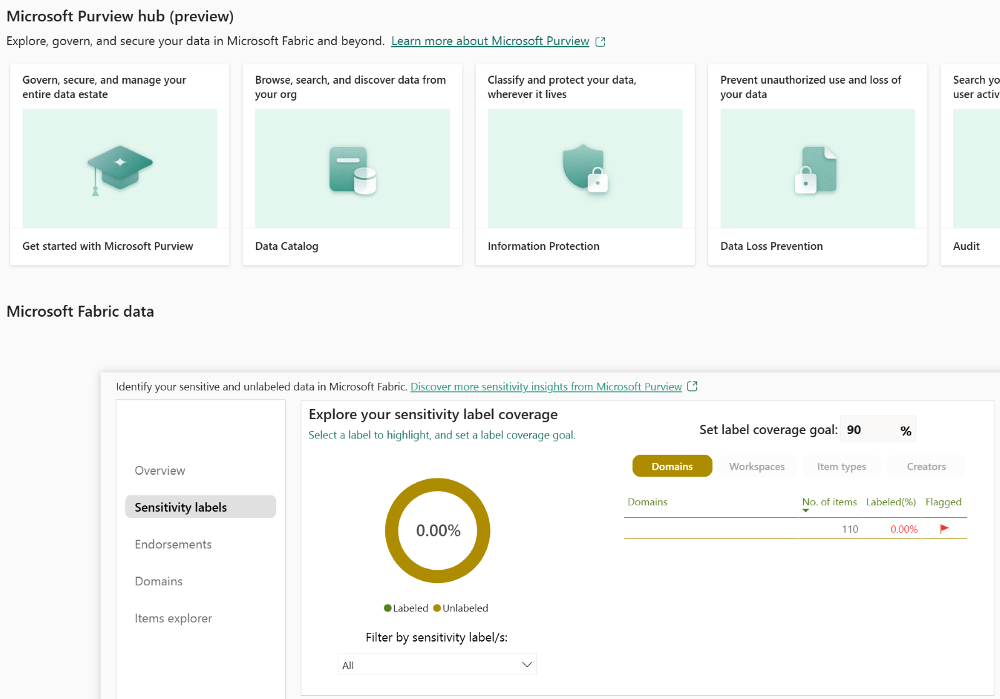 Microsoft Purview hub (preview)
Explore, govern, and secure your data in Microsoft Fabric and beyond. Learn more about Microsoft Purview
Govern, secure, and manage your
entire data estate
Get started with Microsoft Purview
Browse, search, and discover data from
your org
Data Catalog
Classify and protect your data,
wherever it lives
Information Protection
Prevent unauthorized use and loss of
your data
Data Loss Prevention
Search yo
user activ
Audit
Microsoft Fabric data
Identify your sensitive and unlabeled data in Microsoft Fabric. Discover more sensitivity insights from Microsoft Purview
Overview
Sensitivity labels
Endorsements
Domains
Items explorer
Explore your sensitivity label coverage
Select a label to highlight, and set a label coverage goal.
0.00%
Labeled Unlabeled
Filter by sensitivity label/s:
All
Set label coverage goal: 90 %
Domains Workspaces Item types Creators
Domains No. of items Labeled(%) Flagged
110 0.00%